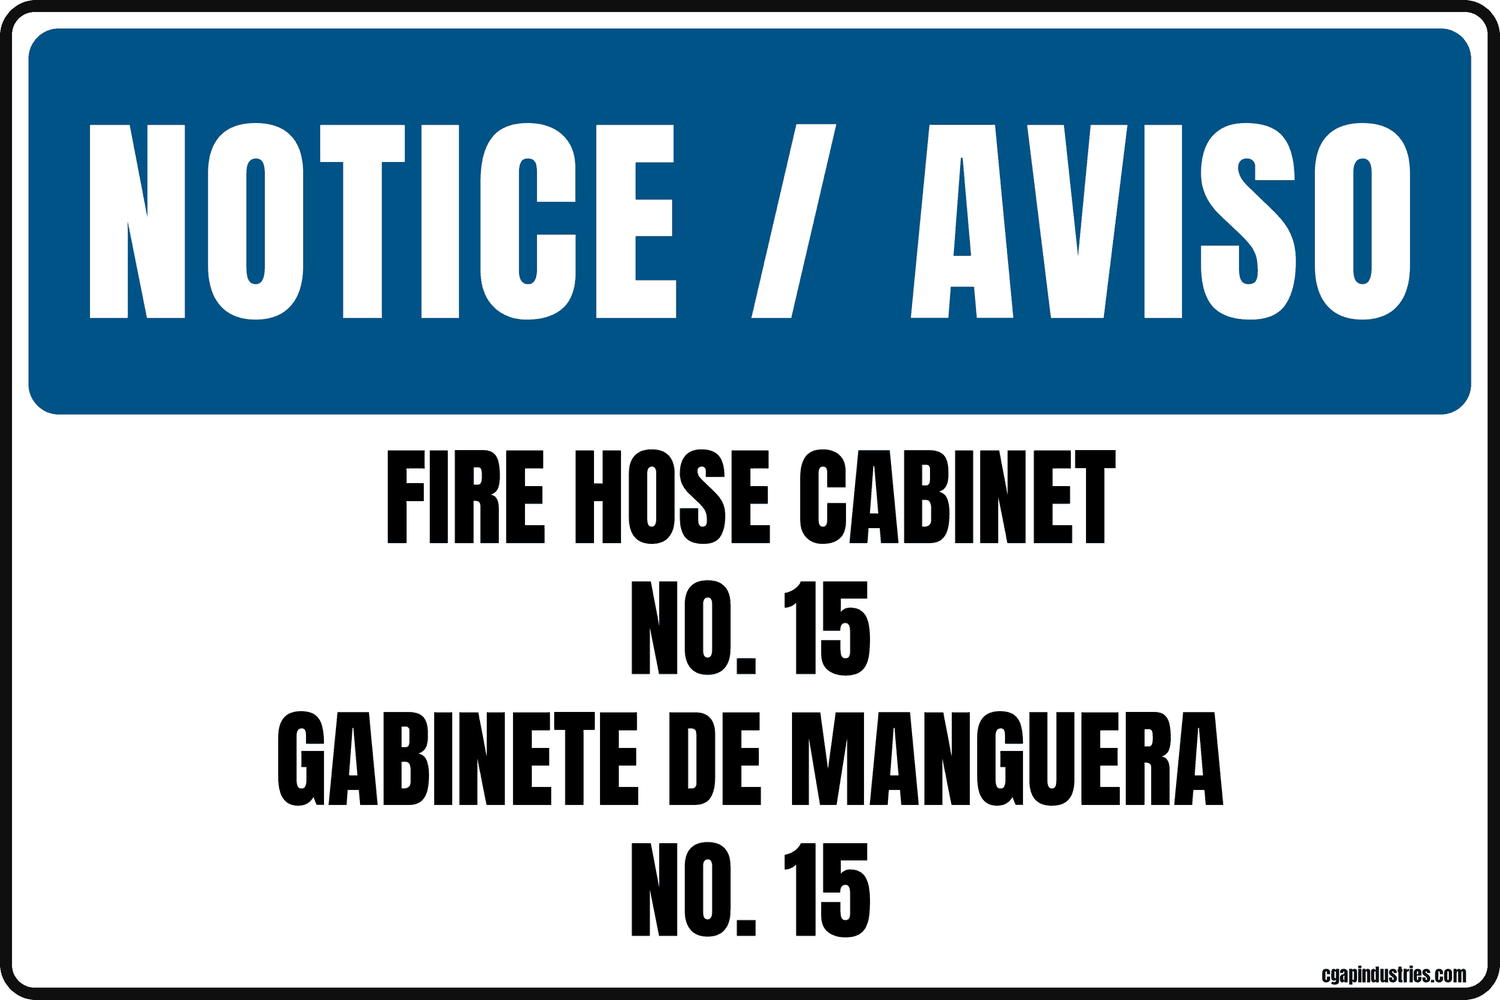 NOTICE / AVISO
FIRE HOSE CABINET
NO. 15
GABINETE DE MANGUERA
NO. 15
cgapindustries.com